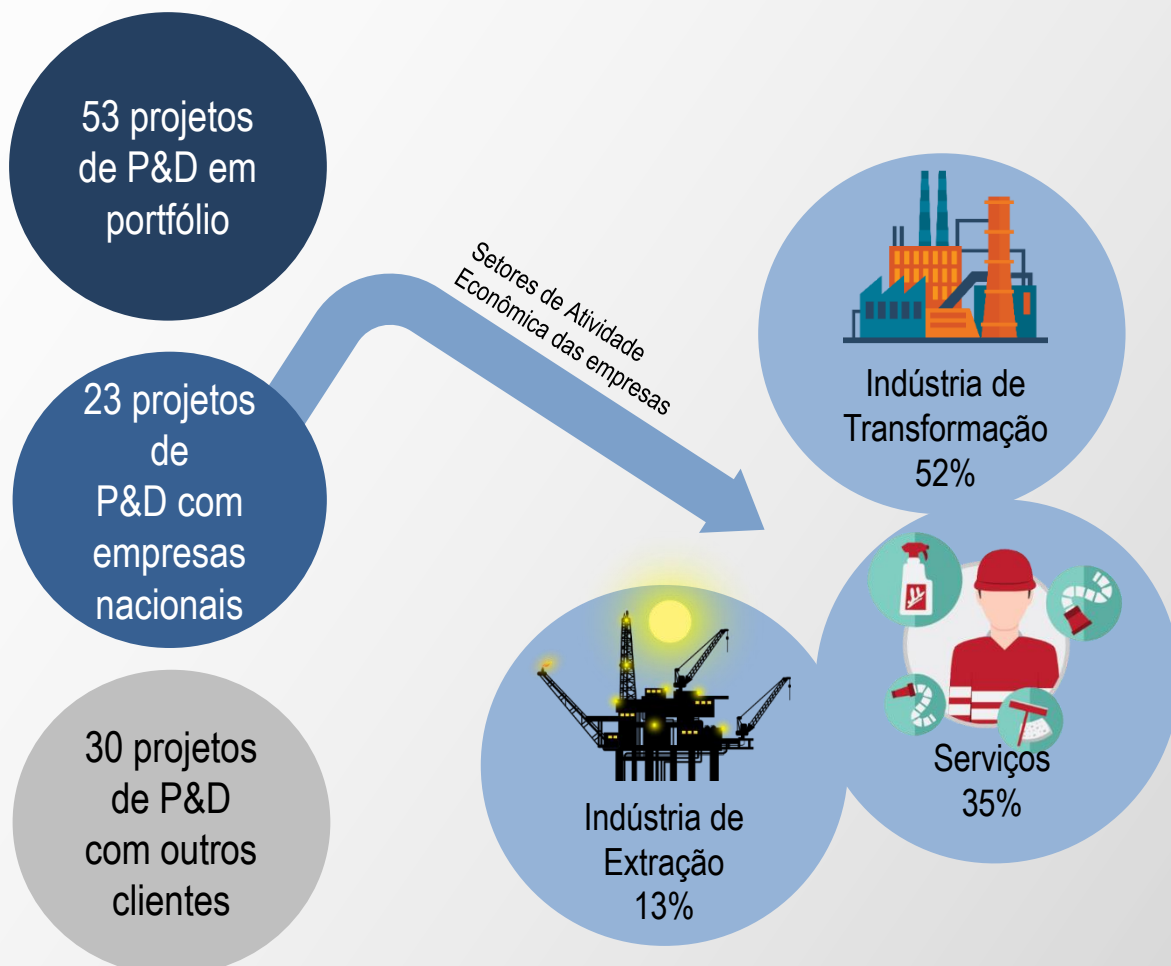 53 projetos
de P&D em
portfólio
23 projetos
de
P&D com
empresas
nacionais
30 projetos
de P&D
com outros
clientes
Setores de Atividade
Econômica das empresas
Indústria de
Transformação
52%
Serviços
35%
Indústria de
Extração
13%